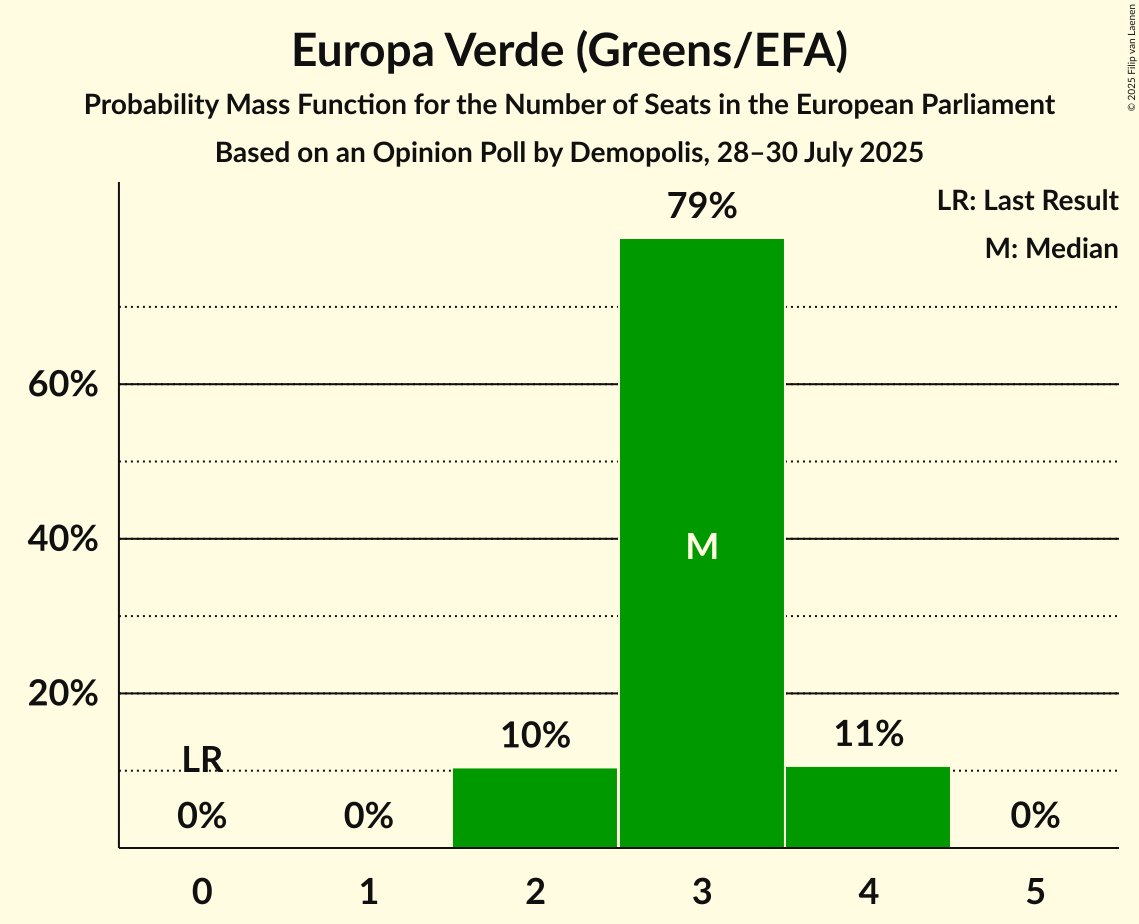 Europa Verde (Greens/EFA)
Probability Mass Function for the Number of Seats in the European Parliament
Based on an Opinion Poll by Demopolis, 28–30 July 2025
© 2025 Filip van Laenen
LR: Last Result
M: Median
79%
60%
40%
20%
M
LR
0%
0%
10%
11%
0%
0
1
2
3
4
5